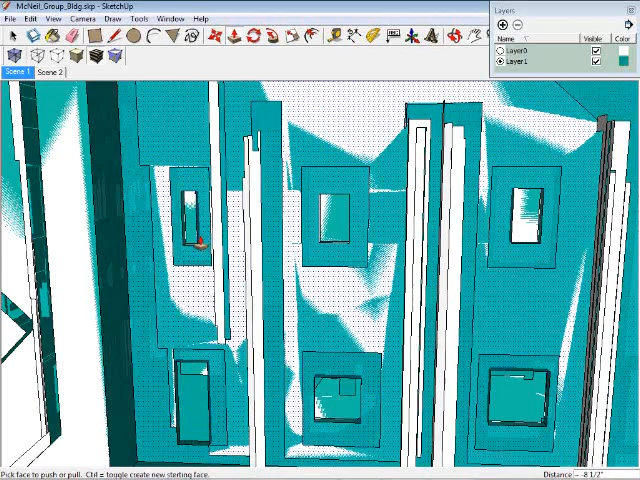 McNeil_Group_Bldg.skp - SketchUp
File Edit View Camera Draw Tools Window Help
Layers
Name Visible Color
Layer0
Layer1
Scene 1 Scene 2
Pick face to push or pull. Ctrl = toggle create new starting face.
Distance: ~ -8 1/2"